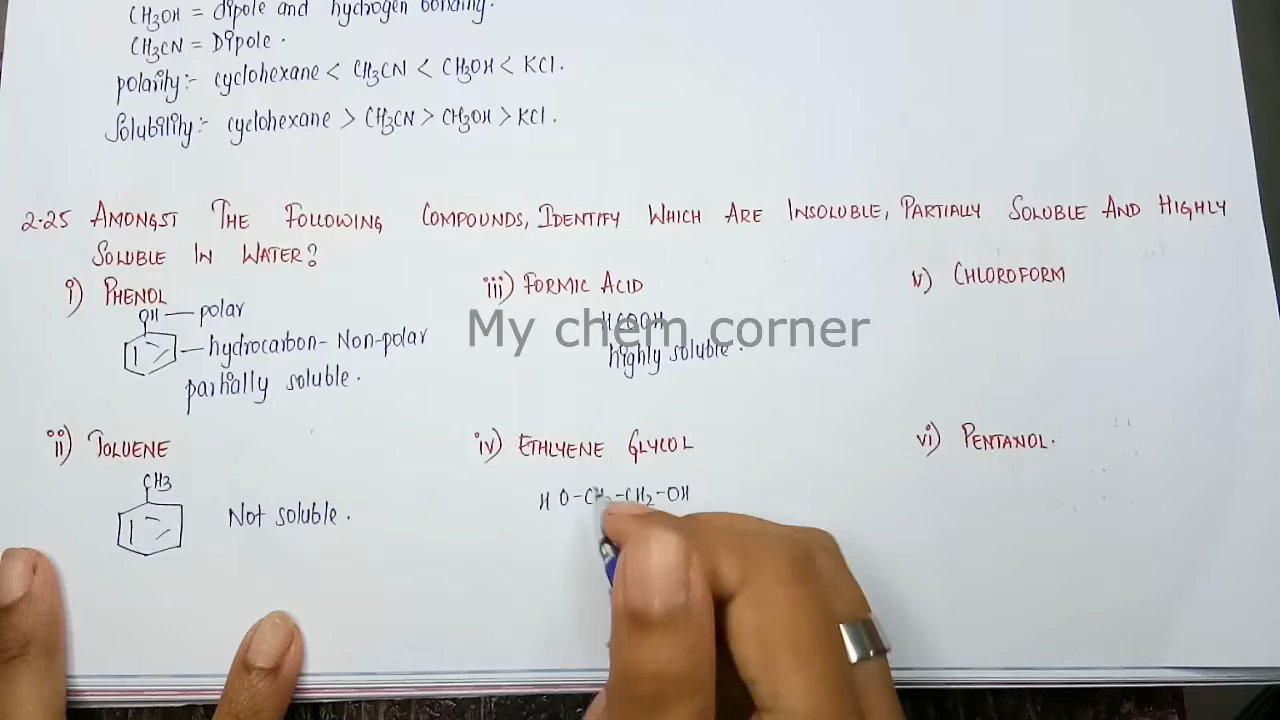 CH3OH = dipole and hydrogen bonding.
CH3CN = Dipole.
polarity:- cyclohexane < CH3CN < CH3OH < KCl.
Solubility:- cyclohexane > CH3CN > CH3OH > KCl.
2.25 AMONGST THE FOLLOWING COMPOUNDS, IDENTIFY WHICH ARE INSOLUBLE, PARTIALLY SOLUBLE AND HIGHLY
SOLUBLE IN WATER?
i) PHENOL
OH — polar
— hydrocarbon - Non-polar
partially soluble.
ii) TOLUENE
CH3
Not soluble.
iii) FORMIC ACID
HCOOH
My chem corner
highly soluble.
iv) ETHLYENE GLYCOL
HO-CH2-CH2-OH
v) CHLOROFORM
vi) PENTANOL.